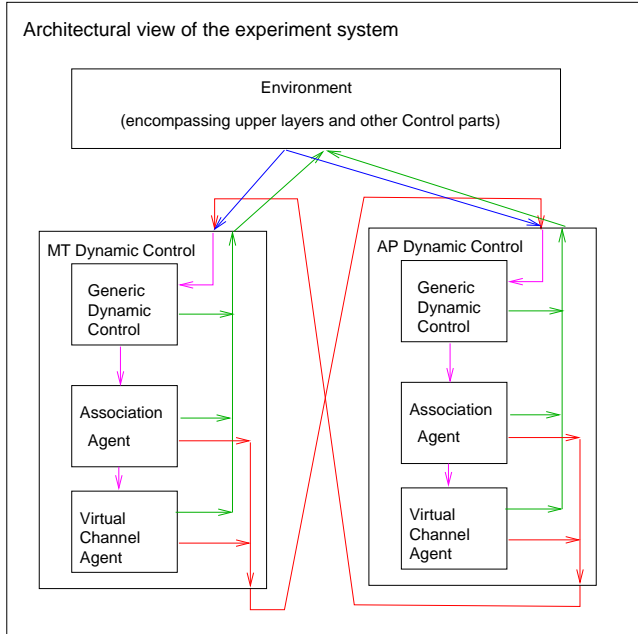 Architectural view of the experiment system
Environment
(encompassing upper layers and other Control parts)
MT Dynamic Control
Generic
Dynamic
Control
Association
Agent
Virtual
Channel
Agent
AP Dynamic Control
Generic
Dynamic
Control
Association
Agent
Virtual
Channel
Agent